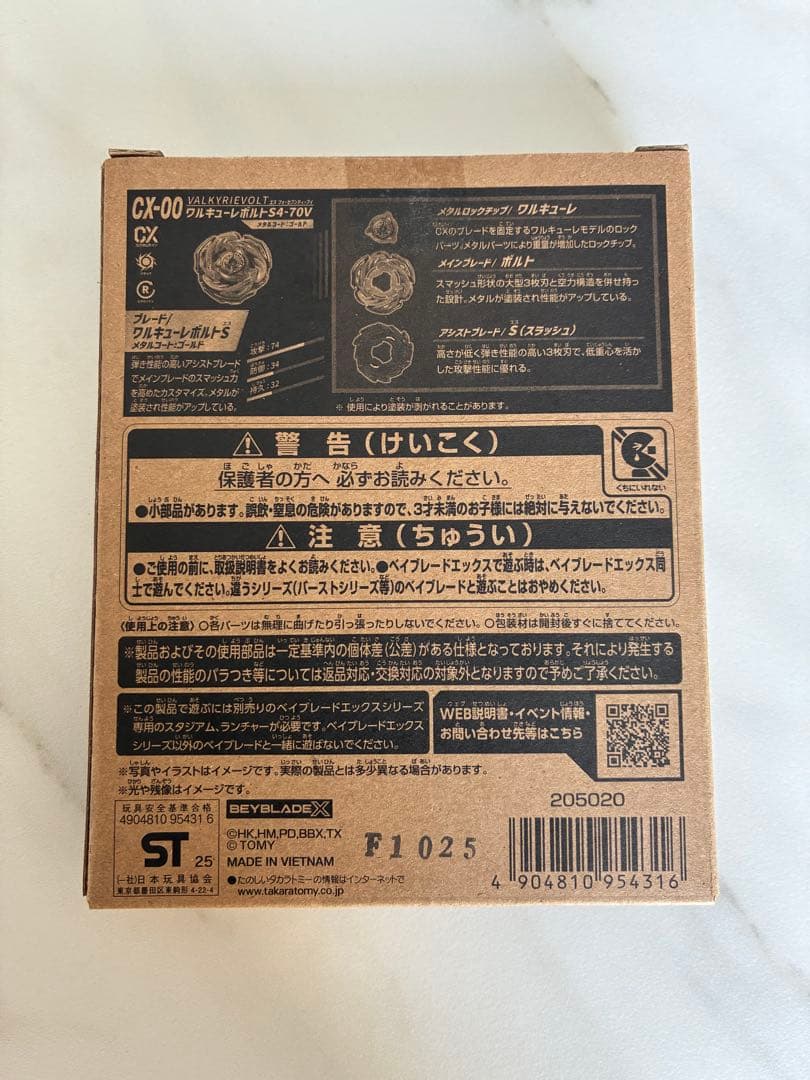 CX-00
VALKYRIEVOLT エス フォーセブンティーブイ
ワルキューレボルトS4-70V
メタルコート:ゴールド
CX
R
ブレード/
ワルキューレボルトS
メタルコート:ゴールド
弾き性能の高いアシストブレード
でメインブレードのスマッシュ力
を高めたカスタマイズ。メタルが
塗装され性能がアップしている。
攻撃:74
防御:34
持久:32
メタルロックチップ/ ワルキューレ
CXのブレードを固定するワルキューレモデルのロック
パーツ。メタルパーツにより重量が増加したロックチップ。
メインブレード/ ボルト
スマッシュ形状の大型3枚刃と空力構造を併せ持っ
た設計。メタルが塗装され性能がアップしている。
アシストブレード/ S(スラッシュ)
高さが低く弾き性能の高い3枚刃で、低重心を活か
した攻撃性能に優れる。
※ 使用により塗装が剥がれることがあります。
警 告(けいこく)
保護者の方へ 必ずお読みください。
●小部品があります。誤飲・窒息の危険がありますので、3才未満のお子様には絶対に与えないでください。
くちにいれない
注 意(ちゅうい)
●ご使用の前に、取扱説明書をよくお読みください。●ベイブレードエックスで遊ぶ時は、ベイブレードエックス同
士で遊んでください。違うシリーズ(バーストシリーズ等)のベイブレードと遊ぶことはおやめください。
〈使用上の注意〉○各パーツは無理に曲げたり引っ張ったりしないでください。○包装材は開封後すぐに捨ててください。
※製品およびその使用部品は一定基準内の個体差(公差)がある仕様となっております。それにより発生する
製品の性能のバラつき等については返品対応・交換対応の対象外となりますので予めご了承ください。
※この製品で遊ぶには別売りのベイブレードエックスシリーズ
専用のスタジアム、ランチャーが必要です。ベイブレードエックス
シリーズ以外のベイブレードと一緒に遊ばないでください。
WEB説明書・イベント情報・
お問い合わせ先等はこちら
※写真やイラストはイメージです。実際の製品とは多少異なる場合があります。
※光や残像はイメージです。
玩具安全基準合格
4904810 95431 6
ST 25
(一社)日本玩具協会
東京都墨田区東駒形4-22-4
BEYBLADE X
©HK,HM,PD,BBX,TX
© TOMY
MADE IN VIETNAM
●たのしいタカラトミーの情報はインターネットで
www.takaratomy.co.jp
F1025
205020
4 904810 954316